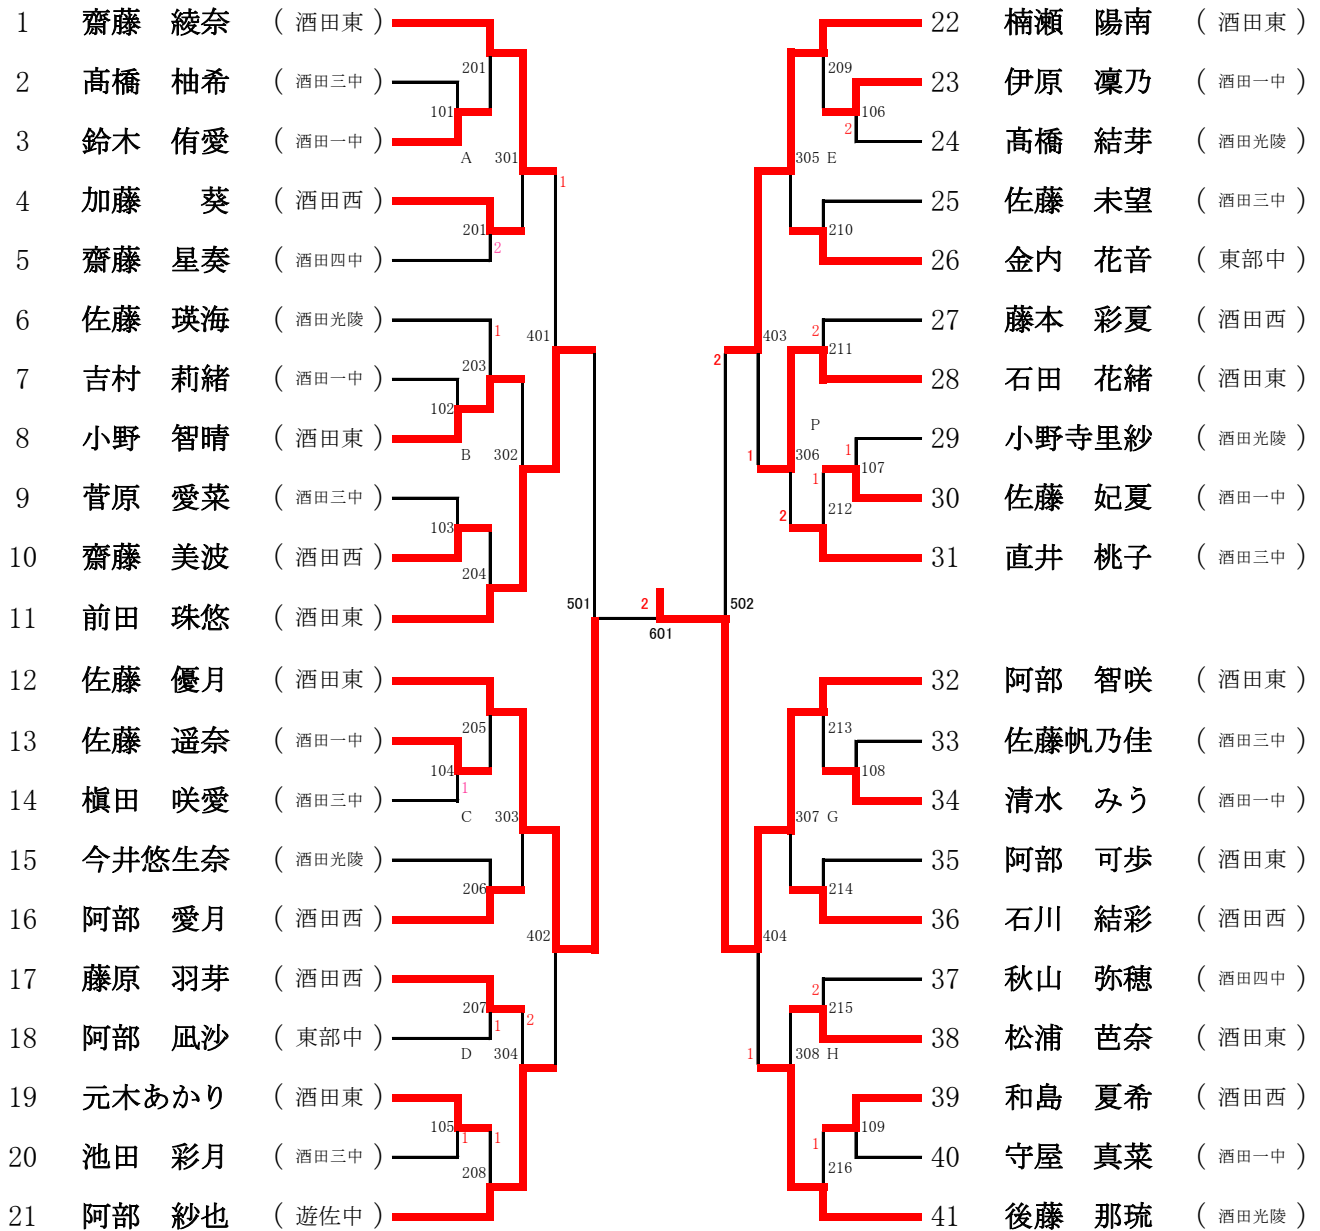 1 齋藤 綾奈 ( 酒田東 )
2 髙橋 柚希 ( 酒田三中 )
3 鈴木 侑愛 ( 酒田一中 )
4 加藤 葵 ( 酒田西 )
5 齋藤 星奏 ( 酒田四中 )
6 佐藤 瑛海 ( 酒田光陵 )
7 吉村 莉緒 ( 酒田一中 )
8 小野 智晴 ( 酒田東 )
9 菅原 愛菜 ( 酒田三中 )
10 齋藤 美波 ( 酒田西 )
11 前田 珠悠 ( 酒田東 )
12 佐藤 優月 ( 酒田東 )
13 佐藤 遥奈 ( 酒田一中 )
14 槇田 咲愛 ( 酒田三中 )
15 今井悠生奈 ( 酒田光陵 )
16 阿部 愛月 ( 酒田西 )
17 藤原 羽芽 ( 酒田西 )
18 阿部 凪沙 ( 東部中 )
19 元木あかり ( 酒田東 )
20 池田 彩月 ( 酒田三中 )
21 阿部 紗也 ( 遊佐中 )
201
101
A 301
1
201
2
1
401
203
102
B 302
103
204
501
205
104
1
C 303
206
402
207
1 2
D 304
105
1 1
208
2
601
502
209
106
2
305 E
210
403
2
2
211
P
1
306
1
107
1
212
2
213
108
307 G
214
404
2
215
1
308 H
109
1
216
22 楠瀬 陽南 ( 酒田東 )
23 伊原 凜乃 ( 酒田一中 )
24 髙橋 結芽 ( 酒田光陵 )
25 佐藤 未望 ( 酒田三中 )
26 金内 花音 ( 東部中 )
27 藤本 彩夏 ( 酒田西 )
28 石田 花緒 ( 酒田東 )
29 小野寺里紗 ( 酒田光陵 )
30 佐藤 妃夏 ( 酒田一中 )
31 直井 桃子 ( 酒田三中 )
32 阿部 智咲 ( 酒田東 )
33 佐藤帆乃佳 ( 酒田三中 )
34 清水 みう ( 酒田一中 )
35 阿部 可歩 ( 酒田東 )
36 石川 結彩 ( 酒田西 )
37 秋山 弥穂 ( 酒田四中 )
38 松浦 芭奈 ( 酒田東 )
39 和島 夏希 ( 酒田西 )
40 守屋 真菜 ( 酒田一中 )
41 後藤 那琉 ( 酒田光陵 )